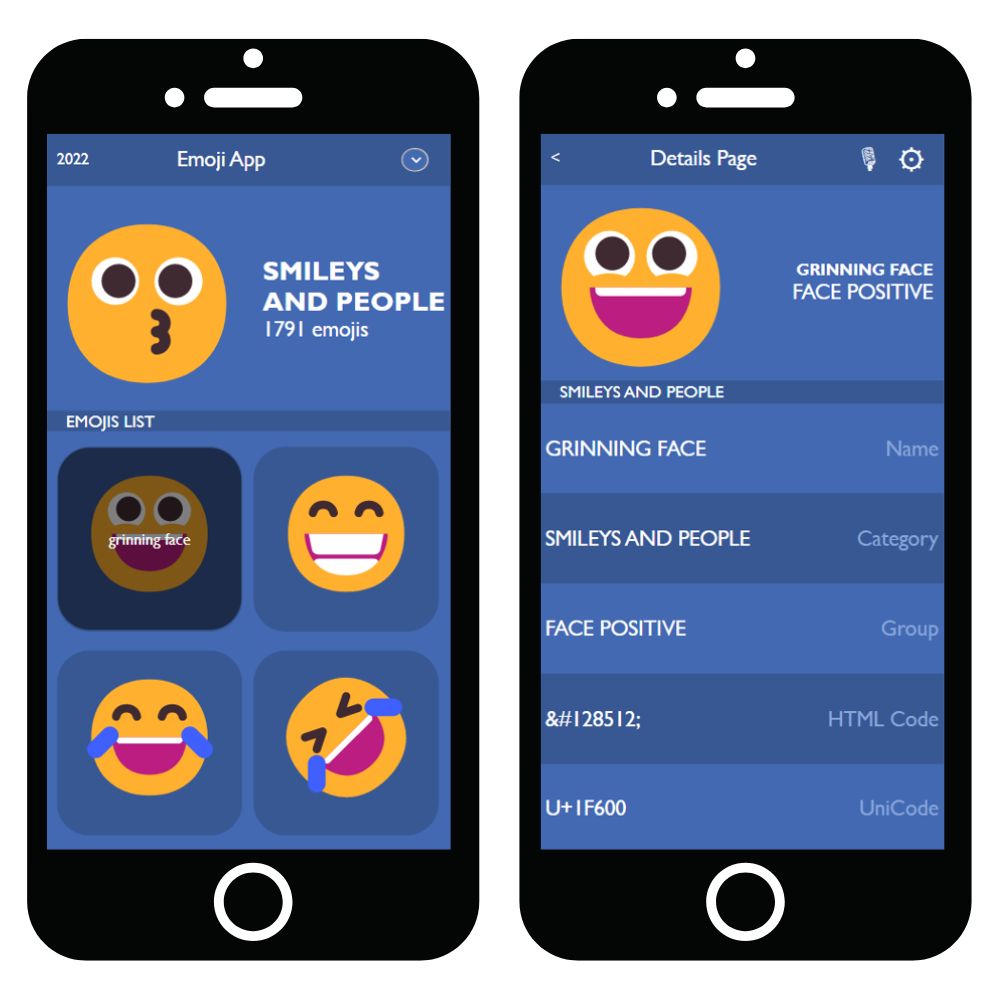 2022 Emoji App
SMILEYS
AND PEOPLE
1791 emojis
EMOJIS LIST
grinning face
< Details Page
GRINNING FACE
FACE POSITIVE
SMILEYS AND PEOPLE
GRINNING FACE Name
SMILEYS AND PEOPLE Category
FACE POSITIVE Group
&#128512; HTML Code
U+1F600 UniCode